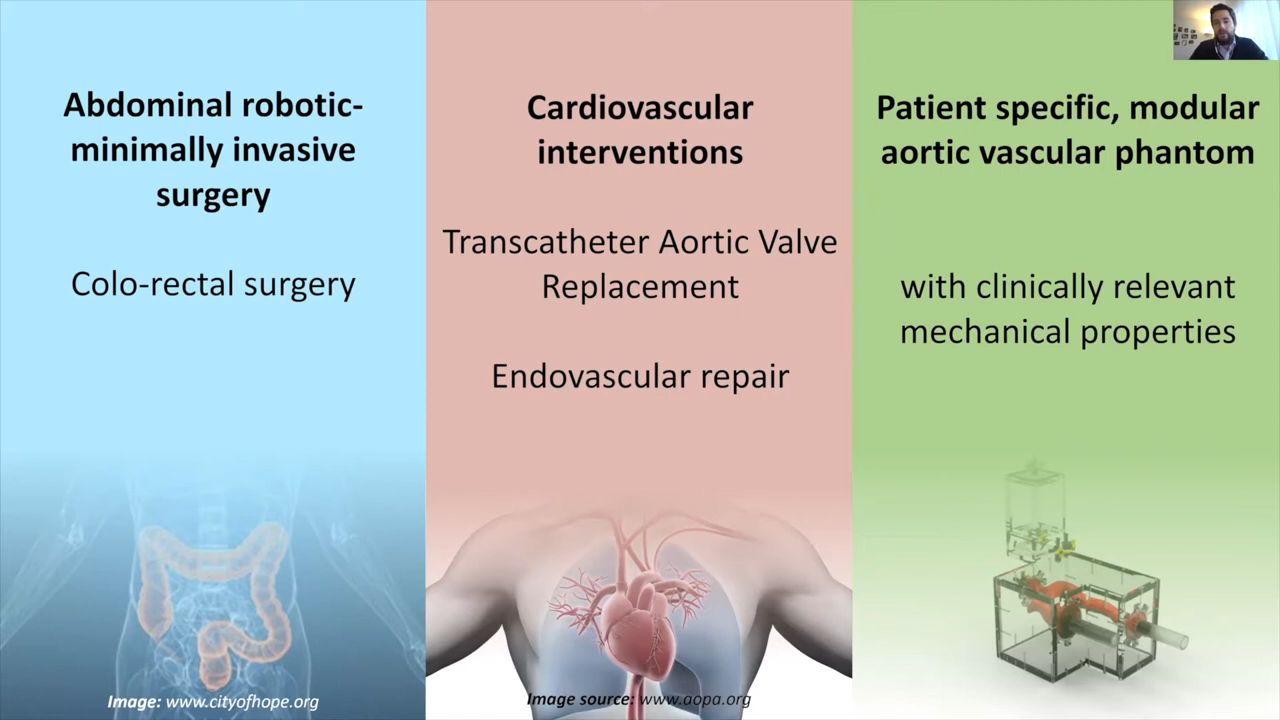 Abdominal robotic-
minimally invasive
surgery
Colo-rectal surgery
Image: www.cityofhope.org
Cardiovascular
interventions
Transcatheter Aortic Valve
Replacement
Endovascular repair
Image source: www.aopa.org
Patient specific, modular
aortic vascular phantom
with clinically relevant
mechanical properties